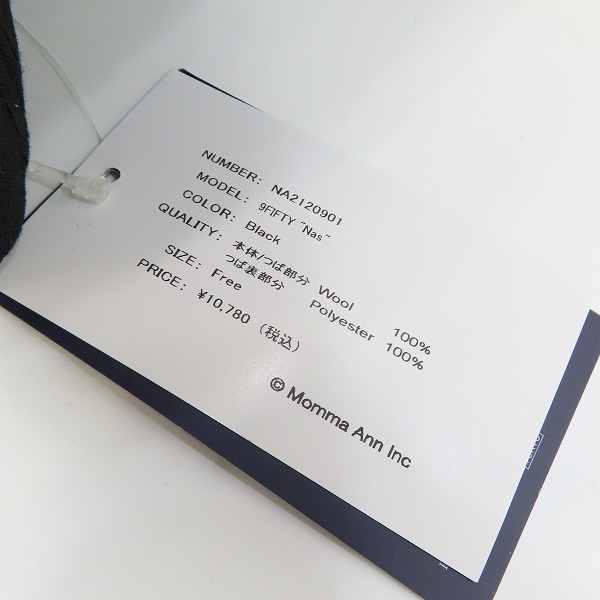 NUMBER: NA2120901
MODEL: 9FIFTY "Nas"
COLOR: Black
QUALITY: 本体/つば部分 Wool 100%
つば裏部分 Polyester 100%
SIZE: Free
PRICE: ¥10,780 (税込)
© Momma Ann Inc